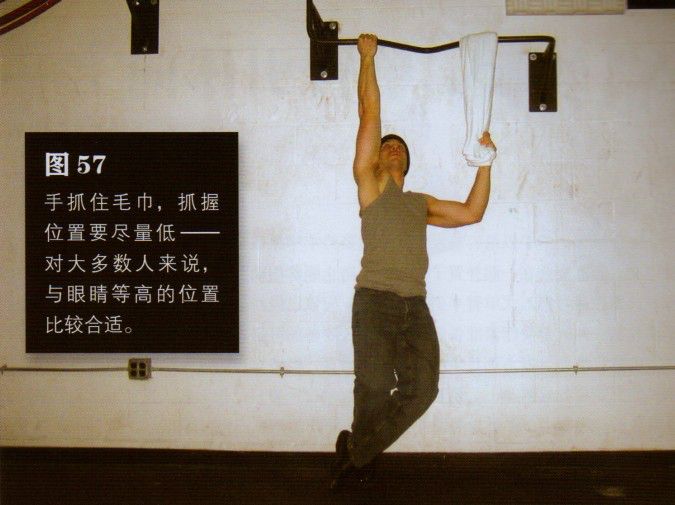 图 57
手抓住毛巾，抓握
位置要尽量低——
对大多数人来说，
与眼睛等高的位置
比较合适。